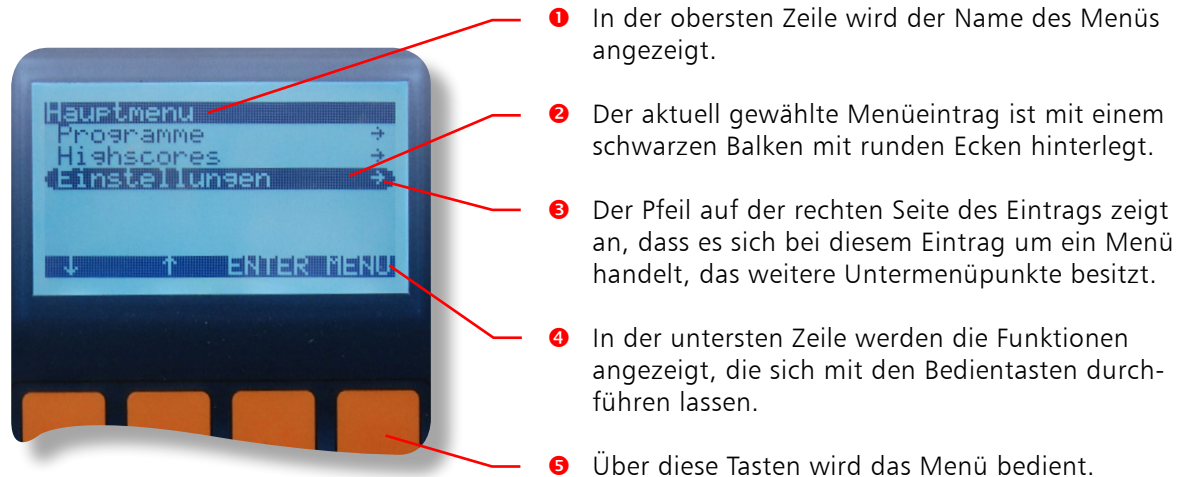 Hauptmenu
Programme →
Highscores →
Einstellungen →
↓ ↑ ENTER MENU
❶ In der obersten Zeile wird der Name des Menüs
angezeigt.
❷ Der aktuell gewählte Menüeintrag ist mit einem
schwarzen Balken mit runden Ecken hinterlegt.
❸ Der Pfeil auf der rechten Seite des Eintrags zeigt
an, dass es sich bei diesem Eintrag um ein Menü
handelt, das weitere Untermenüpunkte besitzt.
❹ In der untersten Zeile werden die Funktionen
angezeigt, die sich mit den Bedientasten durch-
führen lassen.
❺ Über diese Tasten wird das Menü bedient.